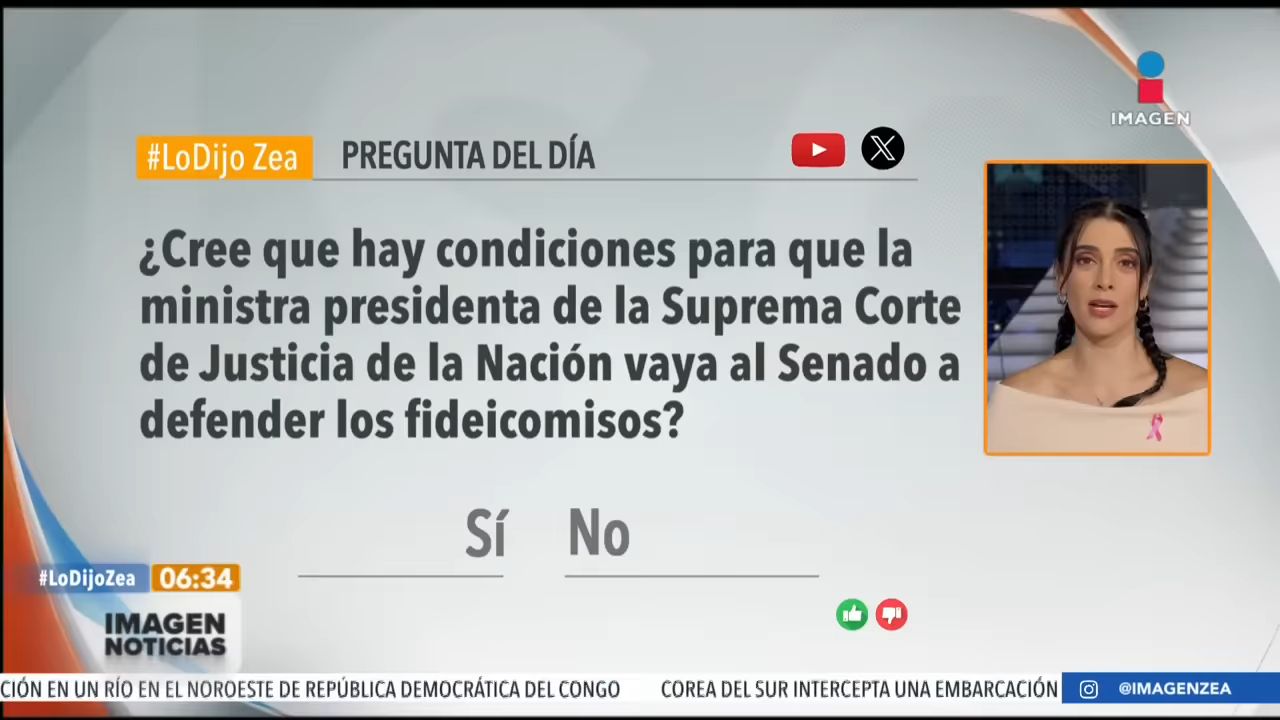 IMAGEN
#LoDijo Zea
PREGUNTA DEL DÍA
¿Cree que hay condiciones para que la
ministra presidenta de la Suprema Corte
de Justicia de la Nación vaya al Senado a
defender los fideicomisos?
Sí
No
#LoDijoZea
06:34
IMAGEN
NOTICIAS
CIÓN EN UN RÍO EN EL NOROESTE DE REPÚBLICA DEMOCRÁTICA DEL CONGO
COREA DEL SUR INTERCEPTA UNA EMBARCACIÓN
@IMAGENZEA